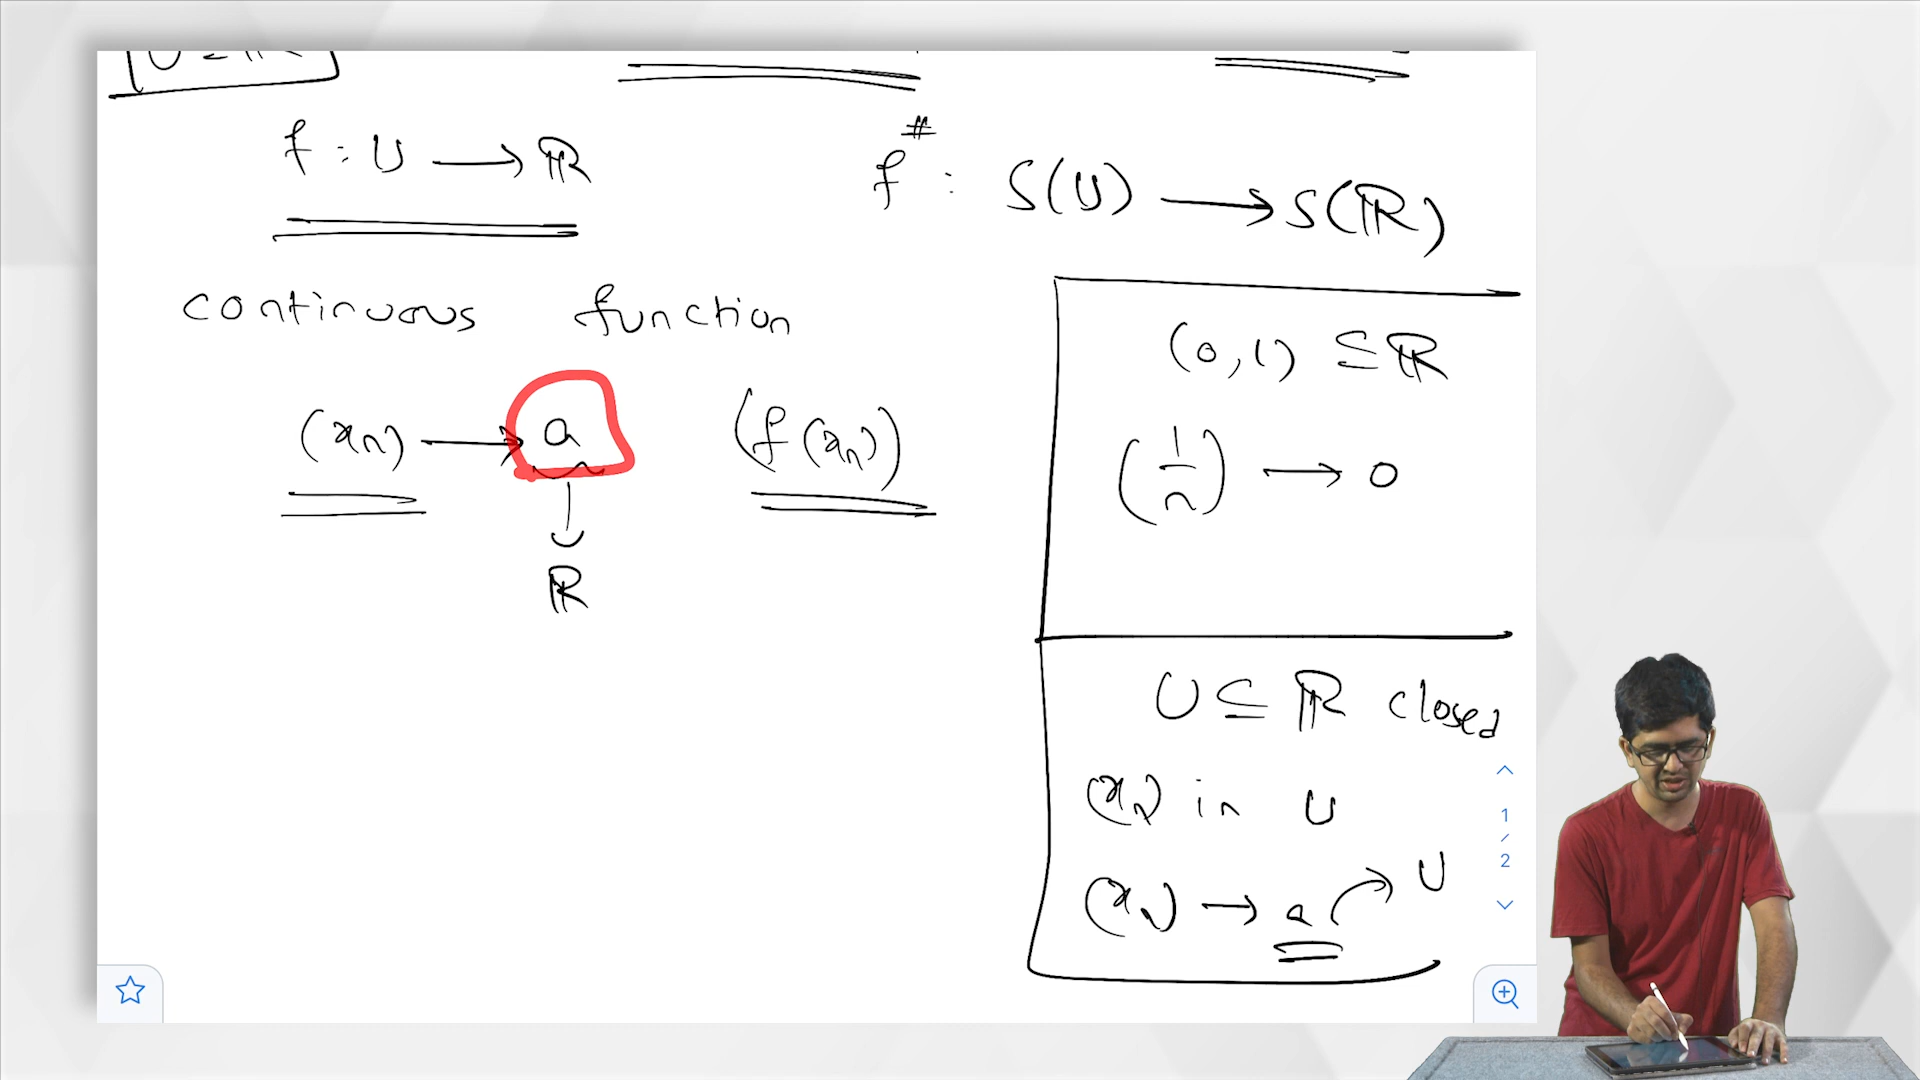 f : U → ℝ
f^# : S(U) → S(ℝ)
continuous function
(xₙ) → a (f(xₙ))
↓
ℝ
(0,1) ⊆ ℝ
(1/n) → 0
U ⊆ ℝ closed
(xₙ) in U
(xₙ) → a → U
1
/
2